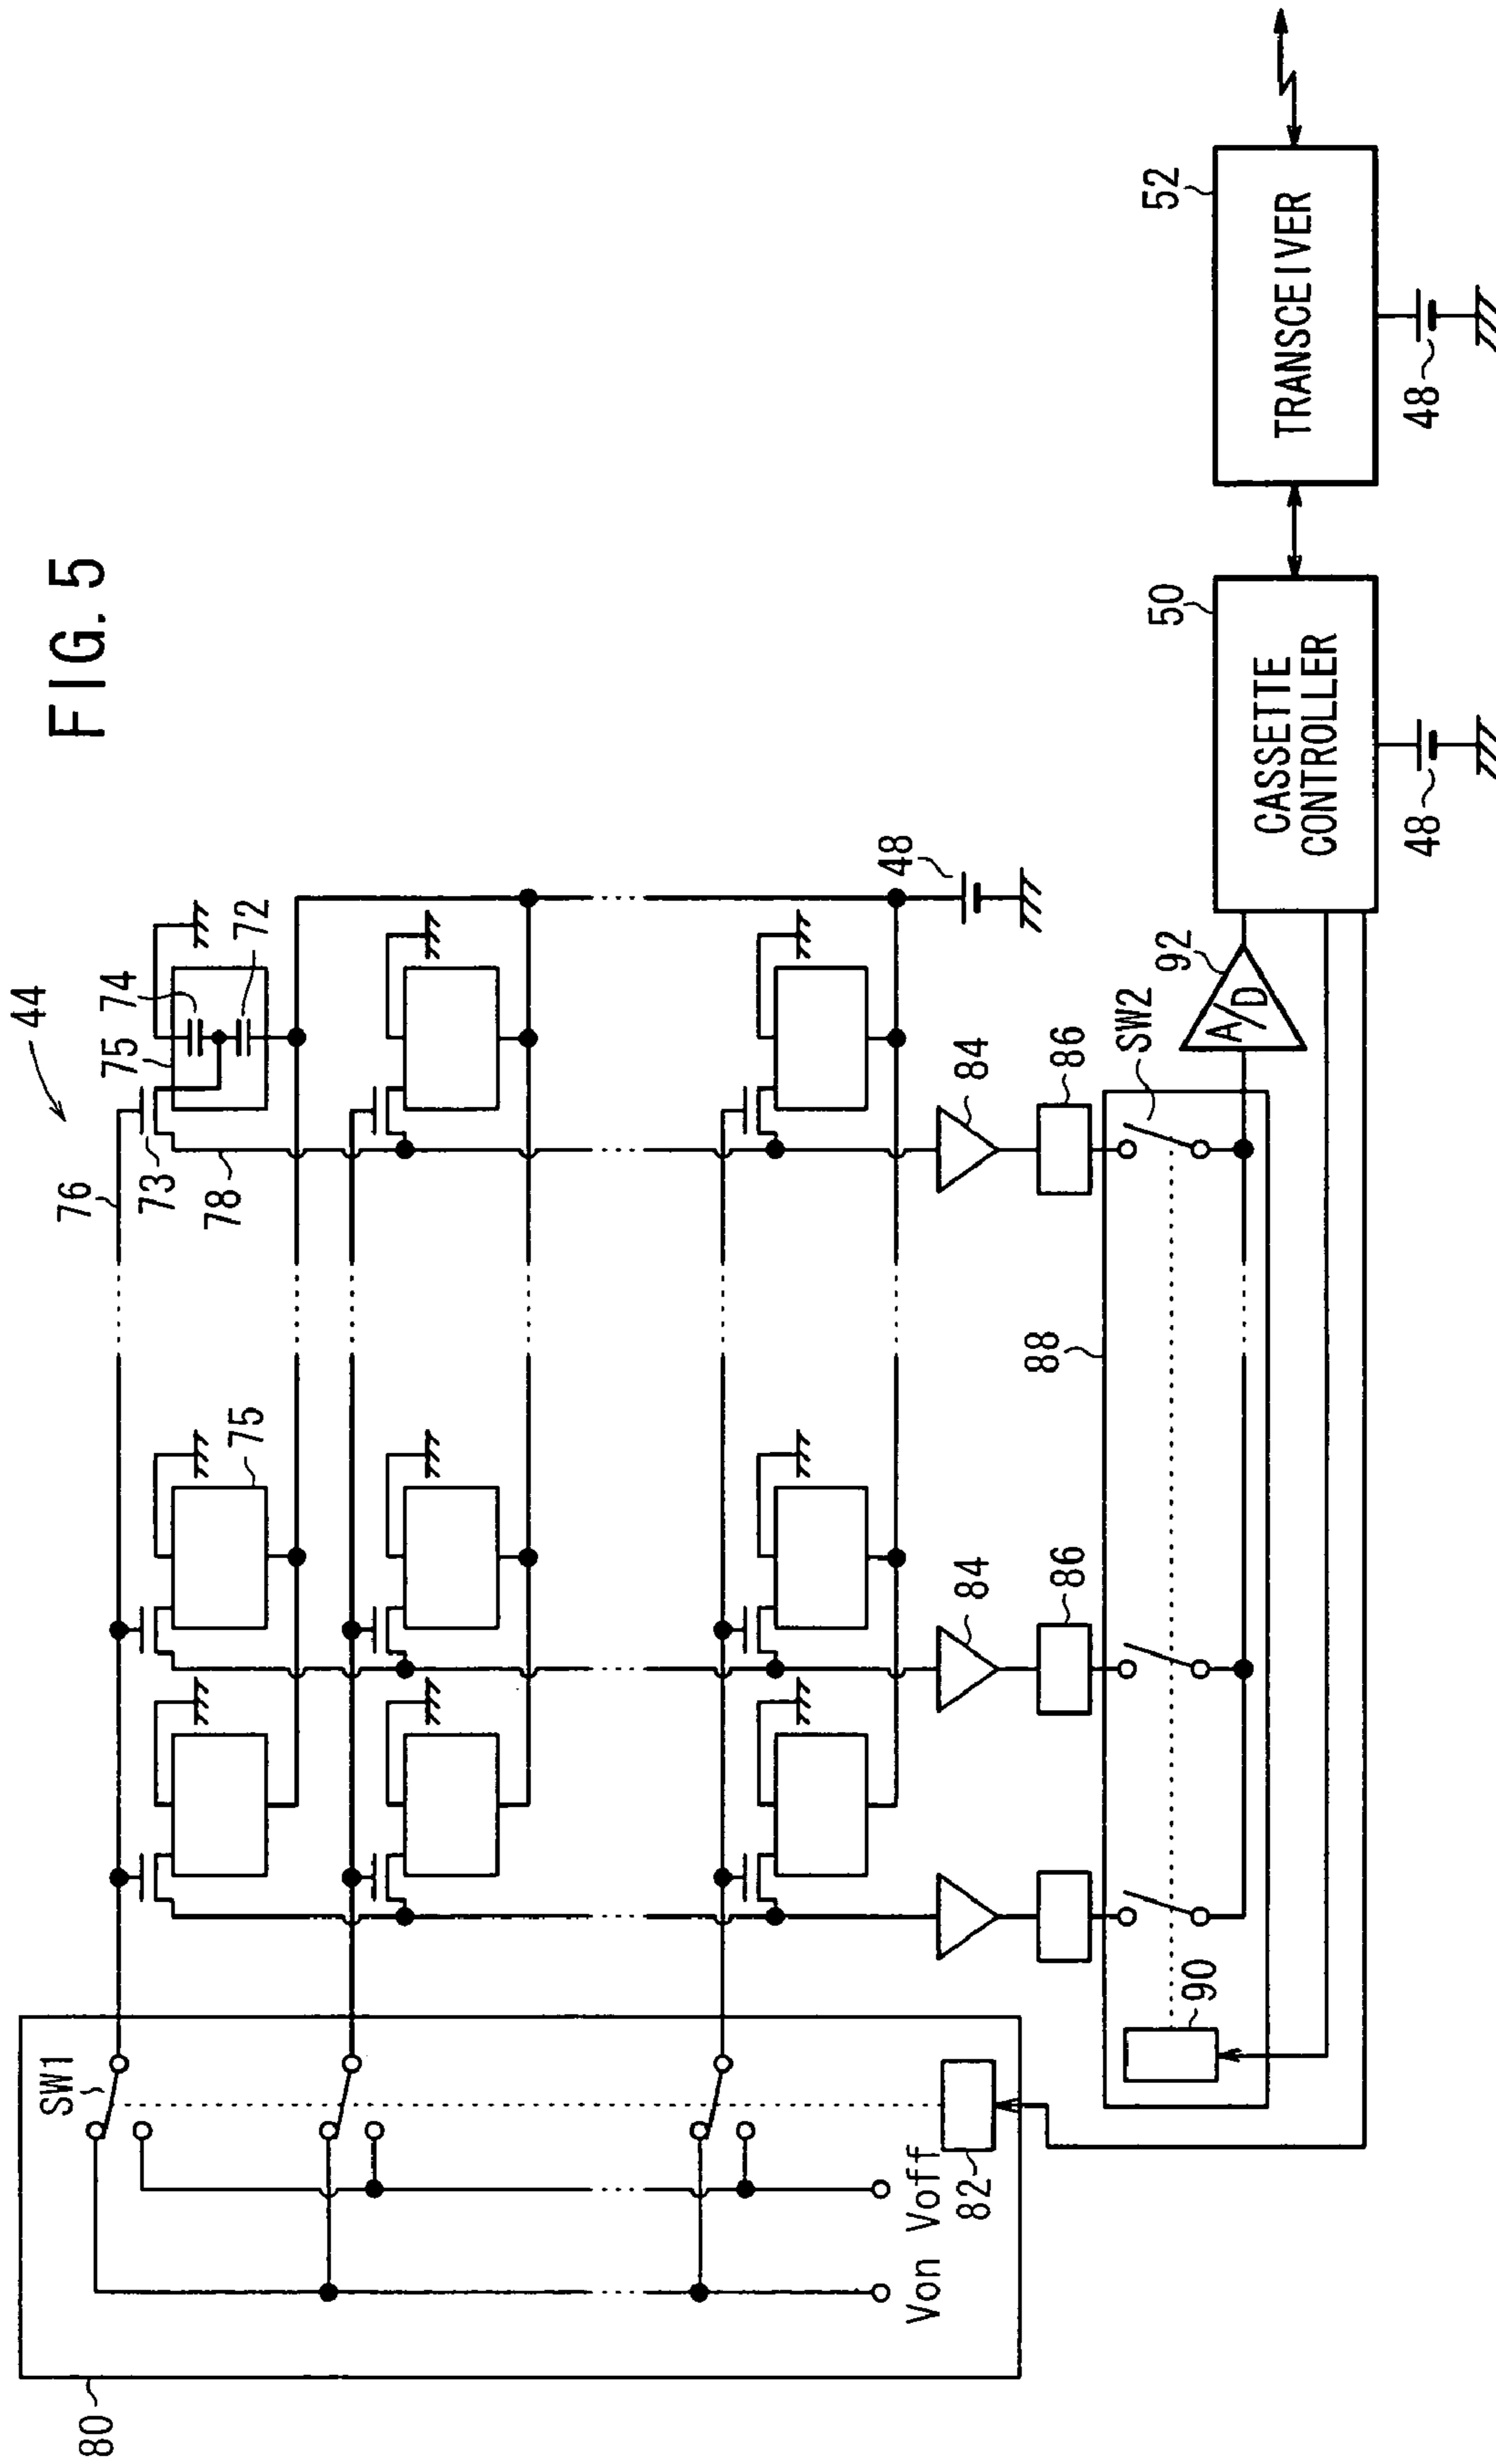 FIG. 5
44
76
73
75
74
72
78
75
48
84
84
86
86
SW2
88
92
A/D
90
SW1
80
Von Voff
82
50
CASSETTE
CONTROLLER
48
52
TRANSCEIVER
48